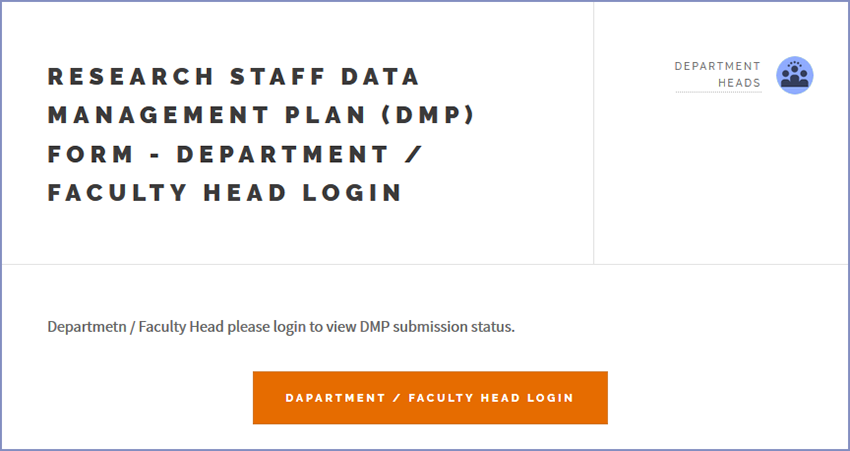 RESEARCH STAFF DATA
MANAGEMENT PLAN (DMP)
FORM - DEPARTMENT /
FACULTY HEAD LOGIN
DEPARTMENT
HEADS
Departmetn / Faculty Head please login to view DMP submission status.
DAPARTMENT / FACULTY HEAD LOGIN